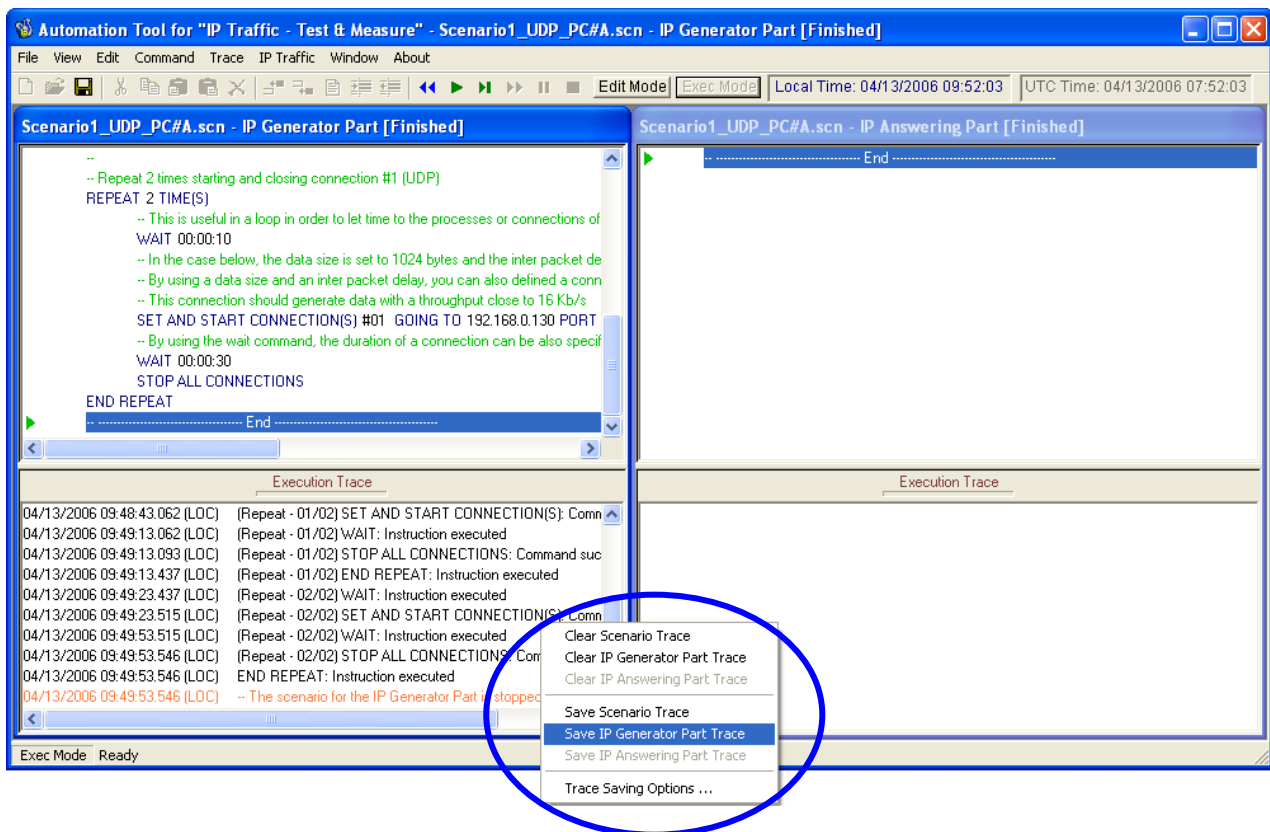 Automation Tool for "IP Traffic - Test & Measure" - Scenario1_UDP_PC#A.scn - IP Generator Part [Finished]
File View Edit Command Trace IP Traffic Window About
Edit Mode Exec Mode Local Time: 04/13/2006 09:52:03 UTC Time: 04/13/2006 07:52:03
Scenario1_UDP_PC#A.scn - IP Generator Part [Finished]
--
-- Repeat 2 times starting and closing connection #1 (UDP)
REPEAT 2 TIME(S)
-- This is useful in a loop in order to let time to the processes or connections of
WAIT 00:00:10
-- In the case below, the data size is set to 1024 bytes and the inter packet de
-- By using a data size and an inter packet delay, you can also defined a conn
-- This connection should generate data with a throughput close to 16 Kb/s
SET AND START CONNECTION(S) #01 GOING TO 192.168.0.130 PORT
-- By using the wait command, the duration of a connection can be also specif
WAIT 00:00:30
STOP ALL CONNECTIONS
END REPEAT
-- ------------------------------------ End -----------------------------------------
Execution Trace
04/13/2006 09:48:43.062 (LOC) (Repeat - 01/02) SET AND START CONNECTION(S): Comn
04/13/2006 09:49:13.062 (LOC) (Repeat - 01/02) WAIT: Instruction executed
04/13/2006 09:49:13.093 (LOC) (Repeat - 01/02) STOP ALL CONNECTIONS: Command suc
04/13/2006 09:49:13.437 (LOC) (Repeat - 01/02) END REPEAT: Instruction executed
04/13/2006 09:49:23.437 (LOC) (Repeat - 02/02) WAIT: Instruction executed
04/13/2006 09:49:23.515 (LOC) (Repeat - 02/02) SET AND START CONNECTION(S): Comn
04/13/2006 09:49:53.515 (LOC) (Repeat - 02/02) WAIT: Instruction executed
04/13/2006 09:49:53.546 (LOC) (Repeat - 02/02) STOP ALL CONNECTIONS: Com
04/13/2006 09:49:53.546 (LOC) END REPEAT: Instruction executed
04/13/2006 09:49:53.546 (LOC) -- The scenario for the IP Generator Part is stopped
Scenario1_UDP_PC#A.scn - IP Answering Part [Finished]
-- ------------------------------------ End -----------------------------------------
Execution Trace
Clear Scenario Trace
Clear IP Generator Part Trace
Clear IP Answering Part Trace
Save Scenario Trace
Save IP Generator Part Trace
Save IP Answering Part Trace
Trace Saving Options ...
Exec Mode Ready